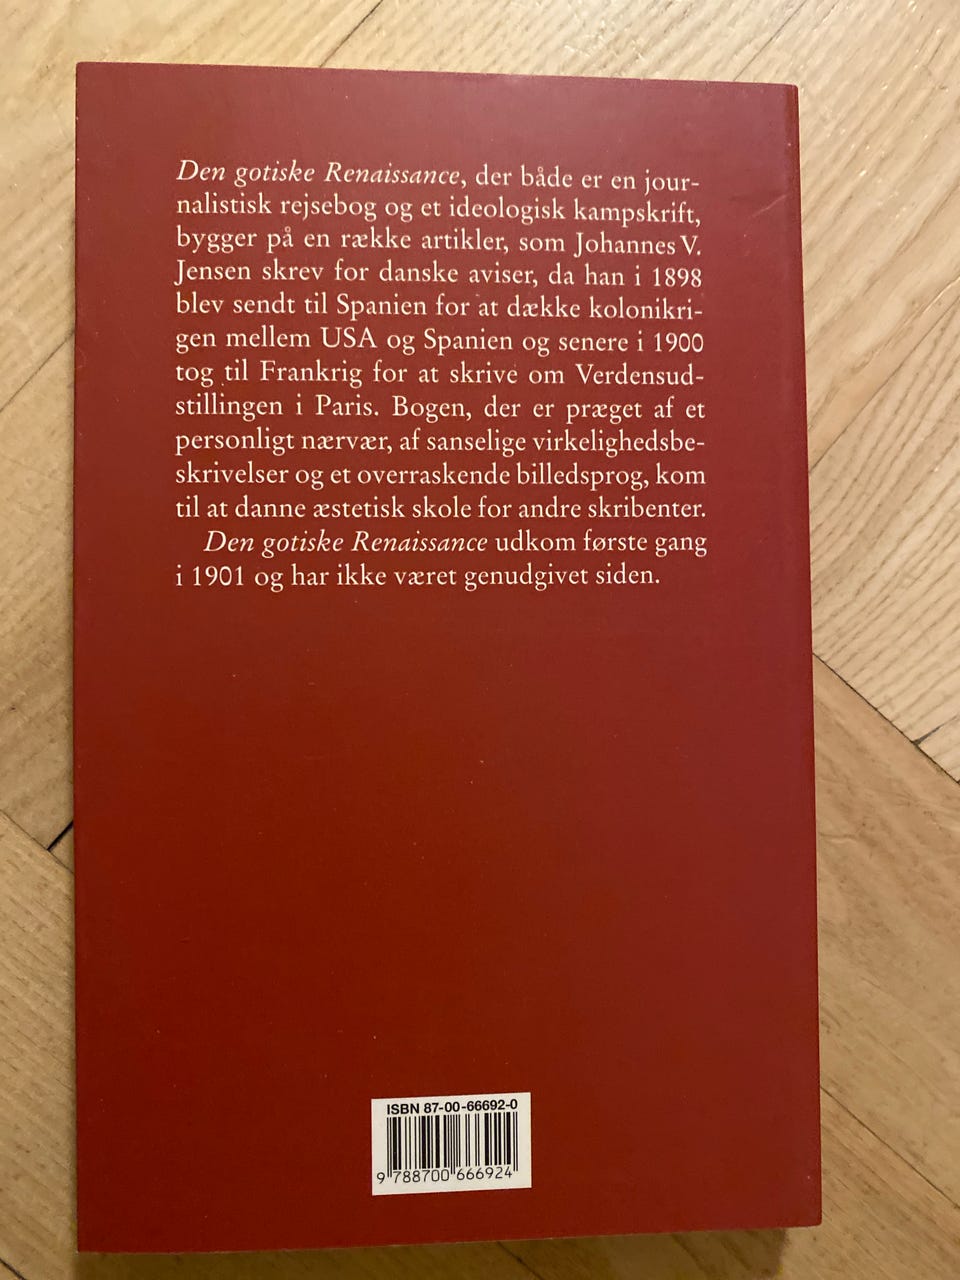 Den gotiske Renaissance, der både er en jour-
nalistisk rejsebog og et ideologisk kampskrift,
bygger på en række artikler, som Johannes V.
Jensen skrev for danske aviser, da han i 1898
blev sendt til Spanien for at dække kolonikri-
gen mellem USA og Spanien og senere i 1900
tog til Frankrig for at skrive om Verdensud-
stillingen i Paris. Bogen, der er præget af et
personligt nærvær, af sanselige virkelighedsbe-
skrivelser og et overraskende billedsprog, kom
til at danne æstetisk skole for andre skribenter.
Den gotiske Renaissance udkom første gang
i 1901 og har ikke været genudgivet siden.
ISBN 87-00-66692-0
9 788700 666924